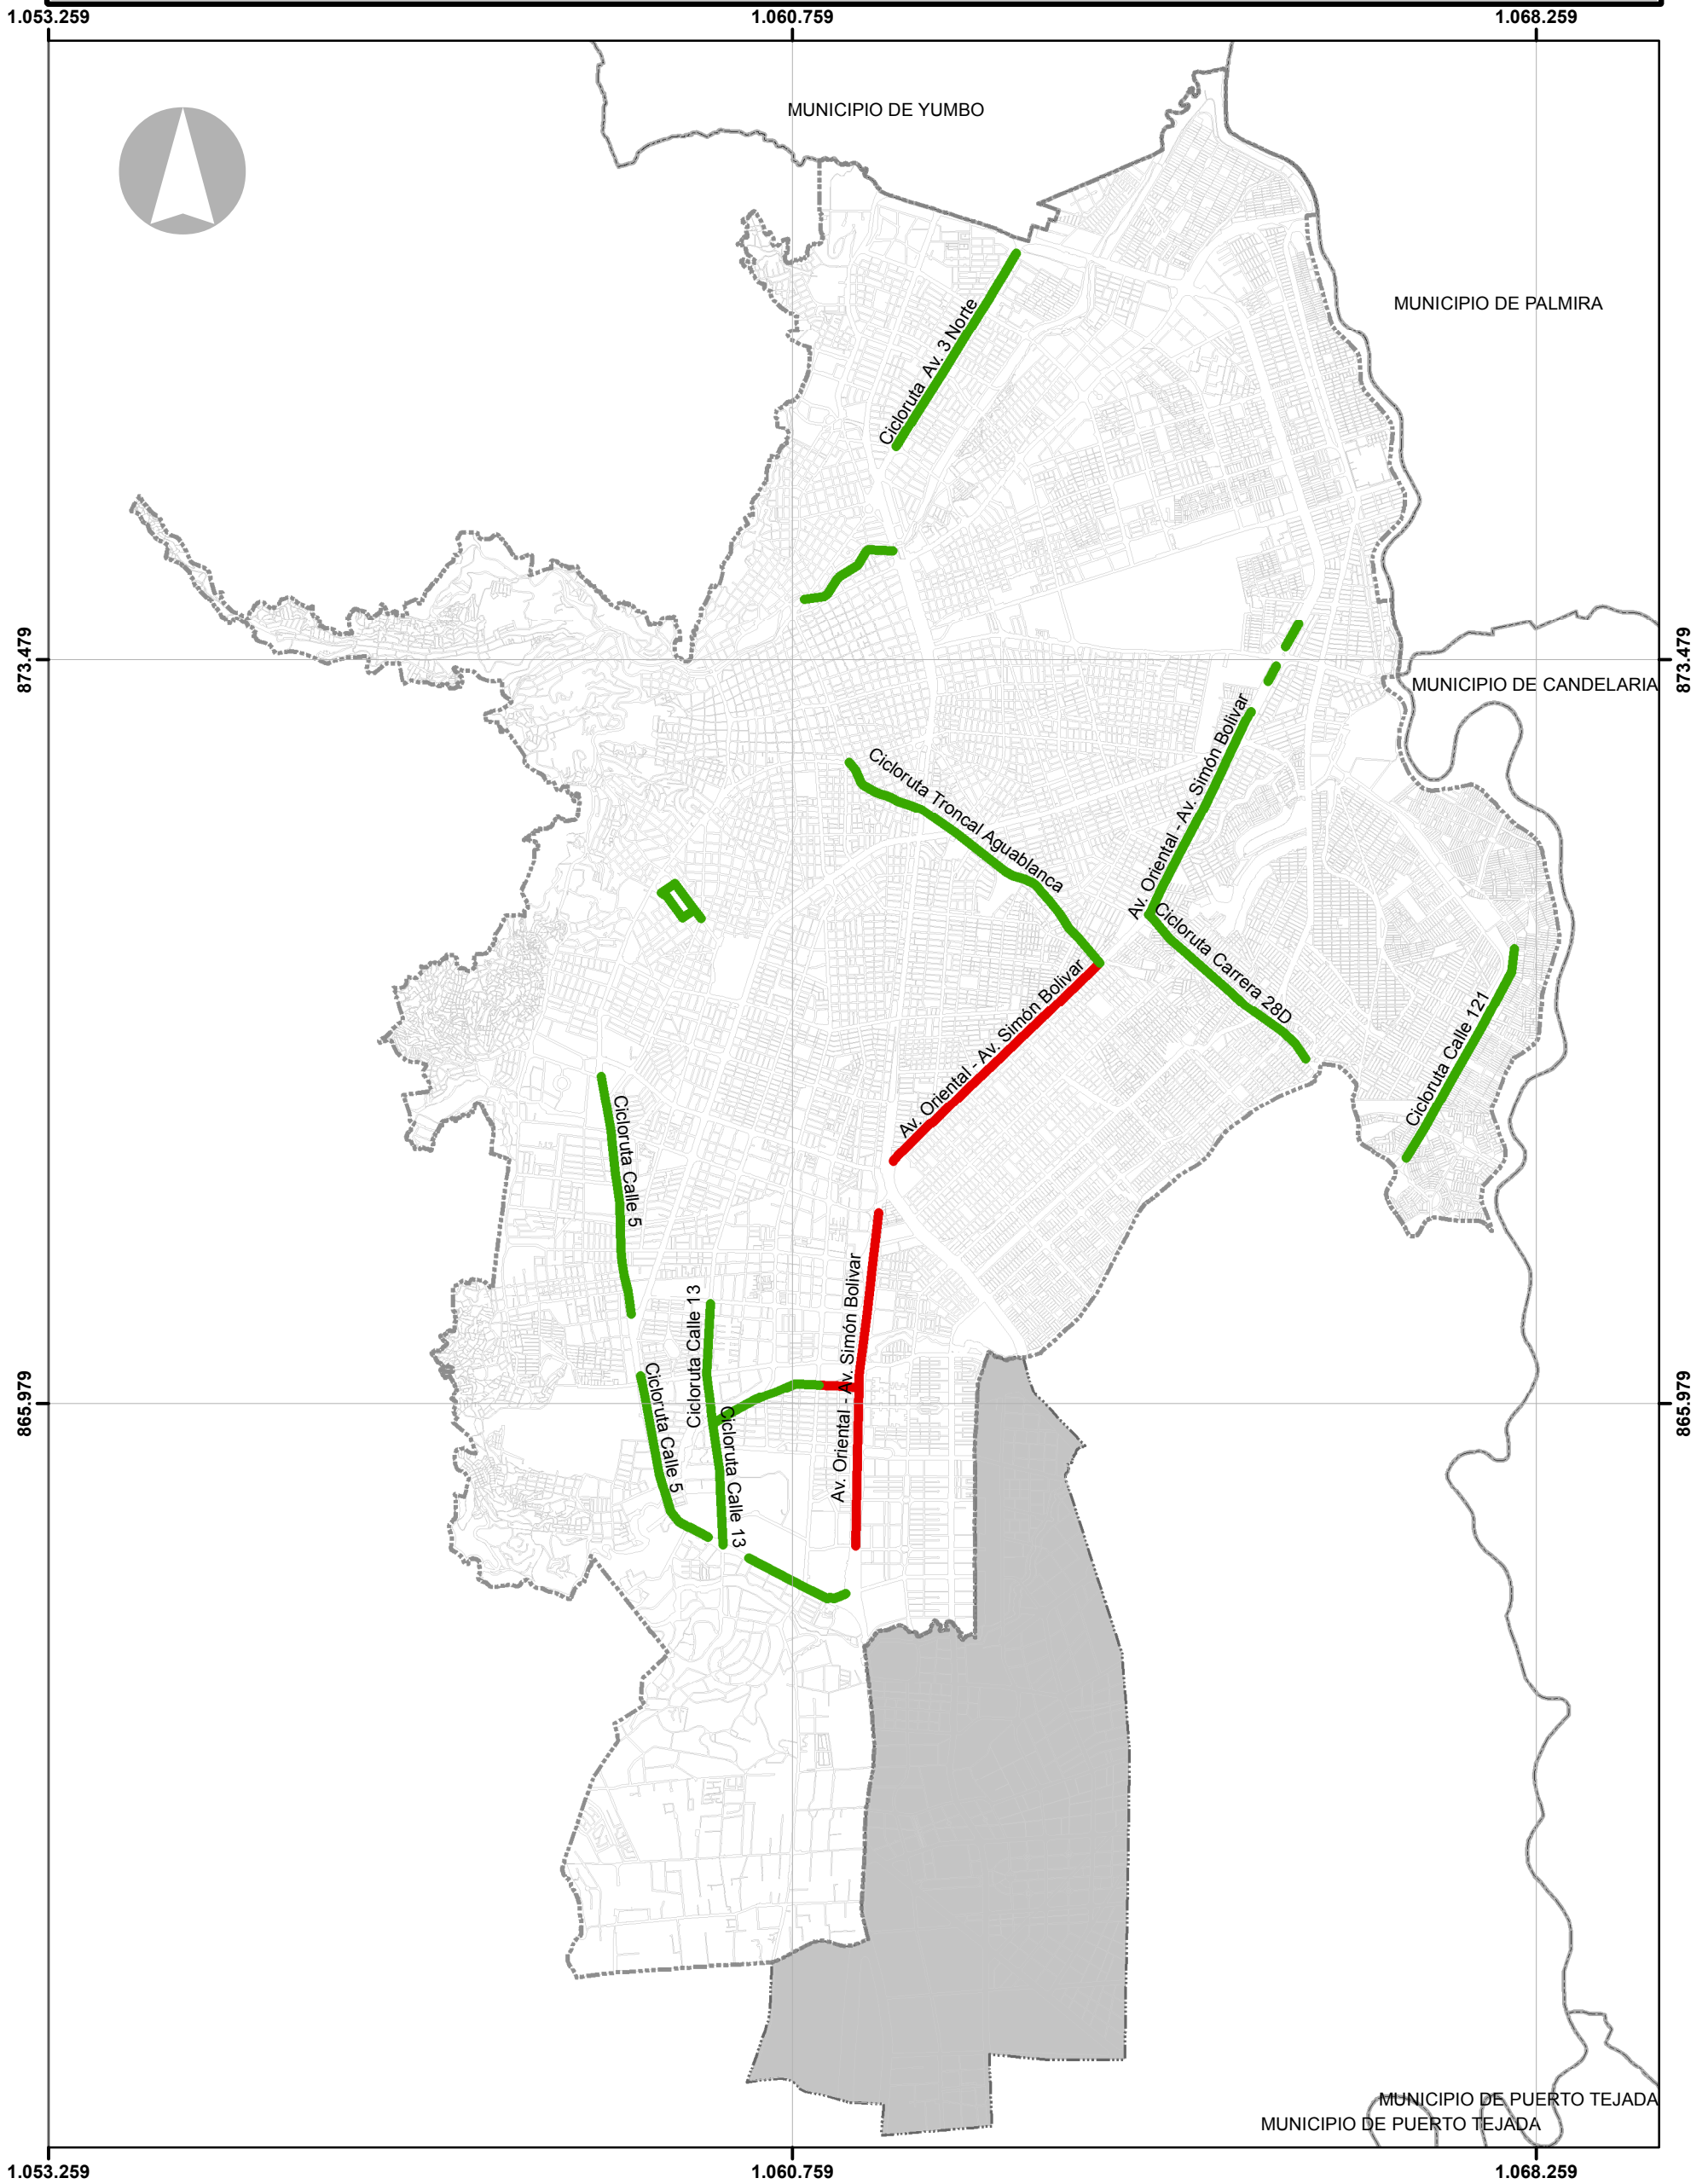 1.053.259
1.060.759
1.068.259
MUNICIPIO DE YUMBO
MUNICIPIO DE PALMIRA
Cicloruta Av. 3 Norte
873.479
873.479
MUNICIPIO DE CANDELARIA
Av. Oriental - Av. Simón Bolivar
Cicloruta Troncal Aguablanca
Cicloruta Carrera 28D
Av. Oriental - Av. Simón Bolivar
Cicloruta Calle 121
Cicloruta Calle 5
Cicloruta Calle 13
Av. Oriental - Av. Simón Bolivar
Cicloruta Calle 5
Cicloruta Calle 13
865.979
865.979
MUNICIPIO DE PUERTO TEJADA
MUNICIPIO DE PUERTO TEJADA
1.053.259
1.060.759
1.068.259